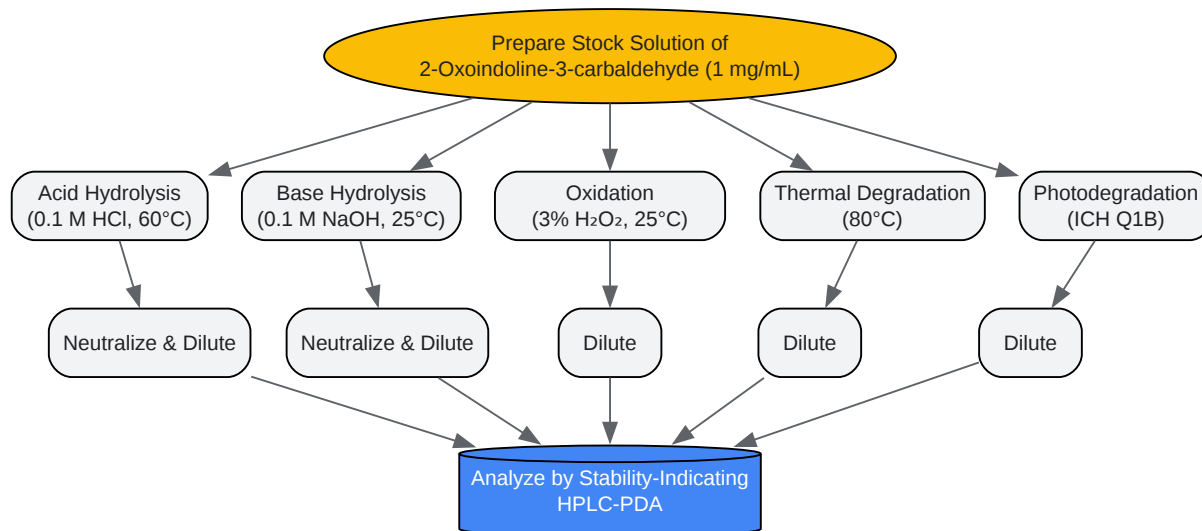 Prepare Stock Solution of
2-Oxoindoline-3-carbaldehyde (1 mg/mL)
Acid Hydrolysis
(0.1 M HCl, 60°C)
Base Hydrolysis
(0.1 M NaOH, 25°C)
Oxidation
(3% H₂O₂, 25°C)
Thermal Degradation
(80°C)
Photodegradation
(ICH Q1B)
Neutralize & Dilute
Neutralize & Dilute
Dilute
Dilute
Dilute
Analyze by Stability-Indicating
HPLC-PDA